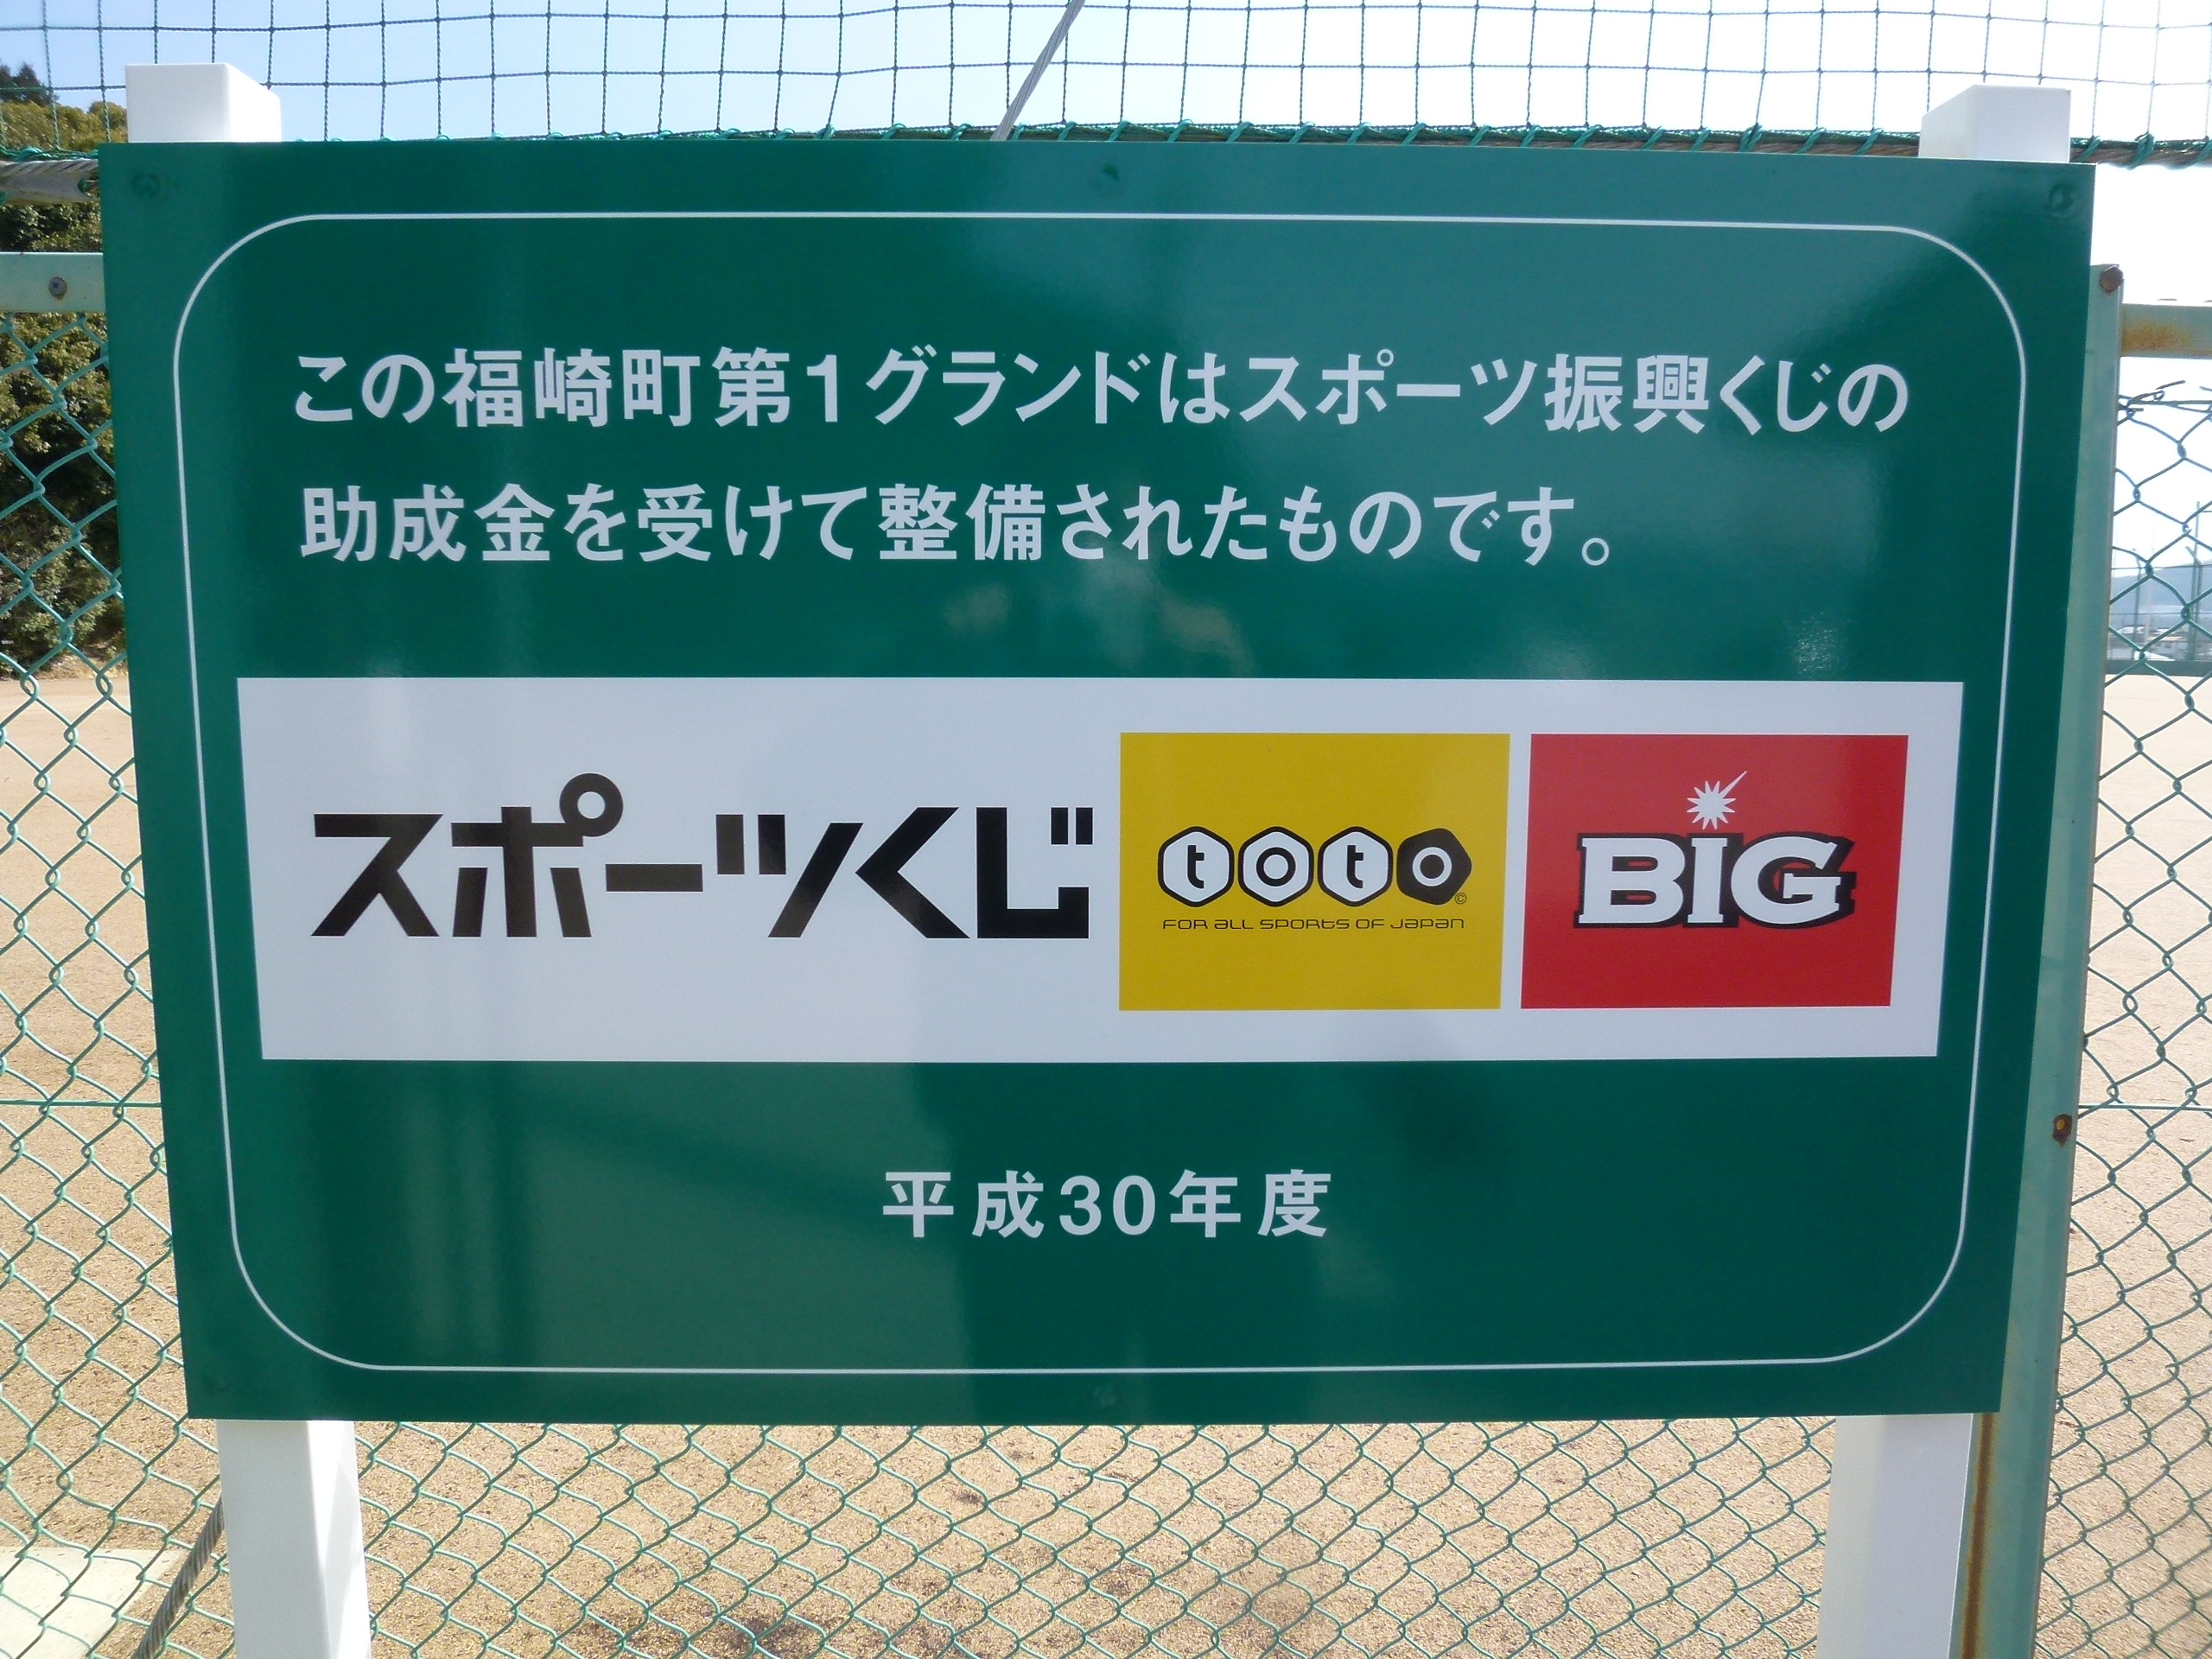 この福崎町第1グランドはスポーツ振興くじの
助成金を受けて整備されたものです。
スポーツくじ
toto
FOR ALL SPORTS OF JAPAN
BIG
平成30年度